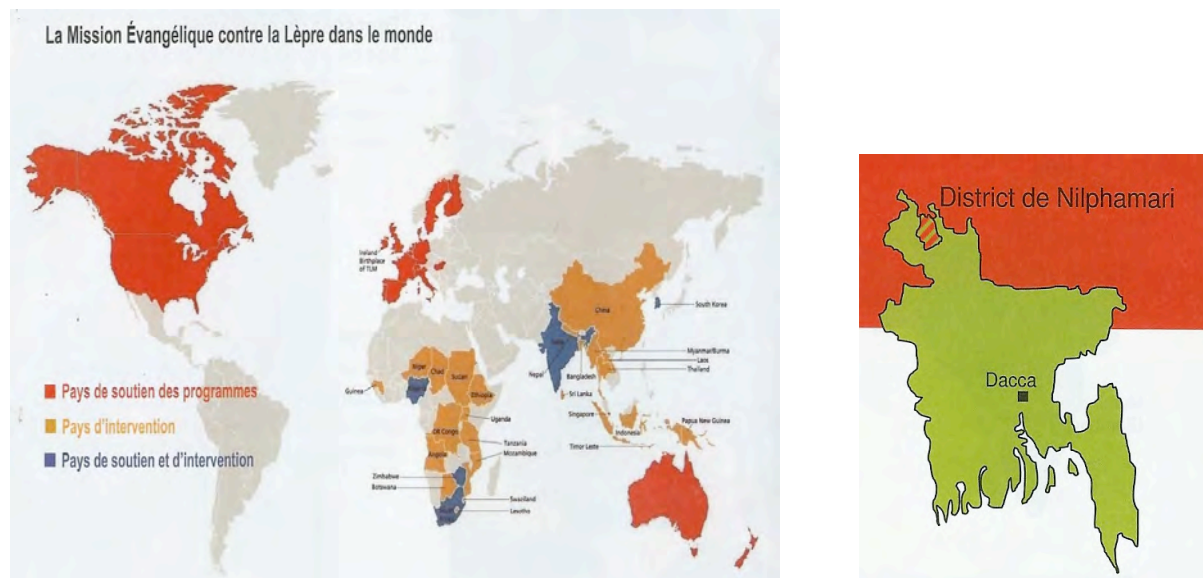 La Mission Évangélique contre la Lèpre dans le monde
Ireland
Birthplace
of TLM
China
South Korea
India
Myanmar/Burma
Laos
Thailand
Nepal
Bangladesh
Sri Lanka
Niger
Chad
Sudan
Guinea
Nigeria
Ethiopia
Uganda
DR Congo
Singapore
Indonesia
Papua New Guinea
Timor Leste
Tanzania
Mozambique
Angola
Zimbabwe
Botswana
Swaziland
Lesotho
Pays de soutien des programmes
Pays d'intervention
Pays de soutien et d'intervention
District de Nilphamari
Dacca